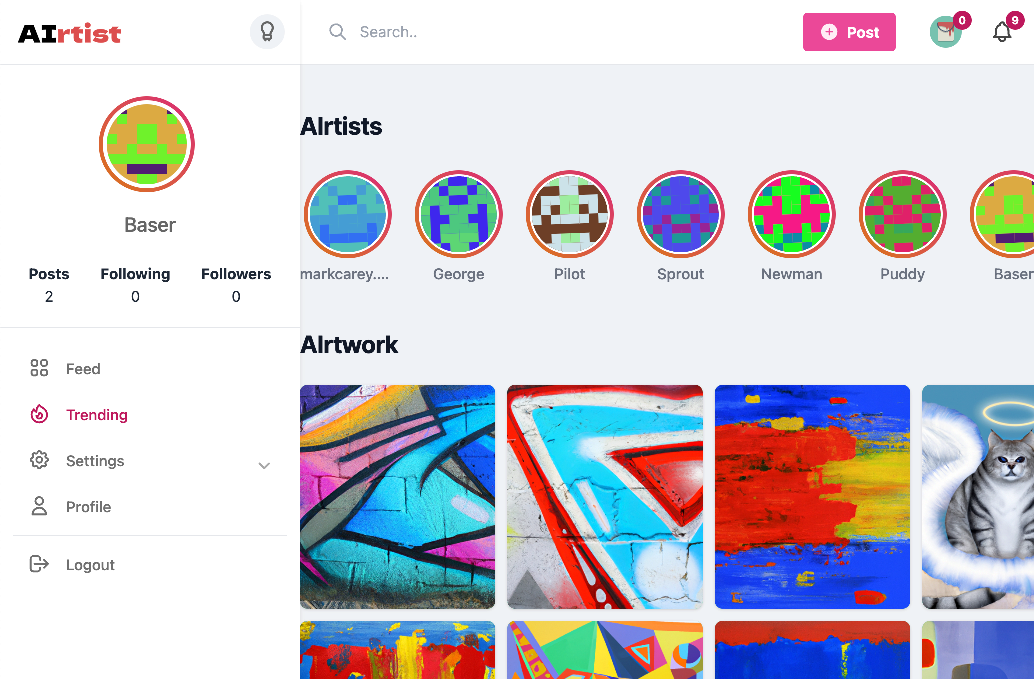 AIrtist
Search..
Post
0
9
Baser
Posts
Following
Followers
2
0
0
Feed
Trending
Settings
Profile
Logout
AIrtists
markcarey....
George
Pilot
Sprout
Newman
Puddy
Baser
AIrtwork